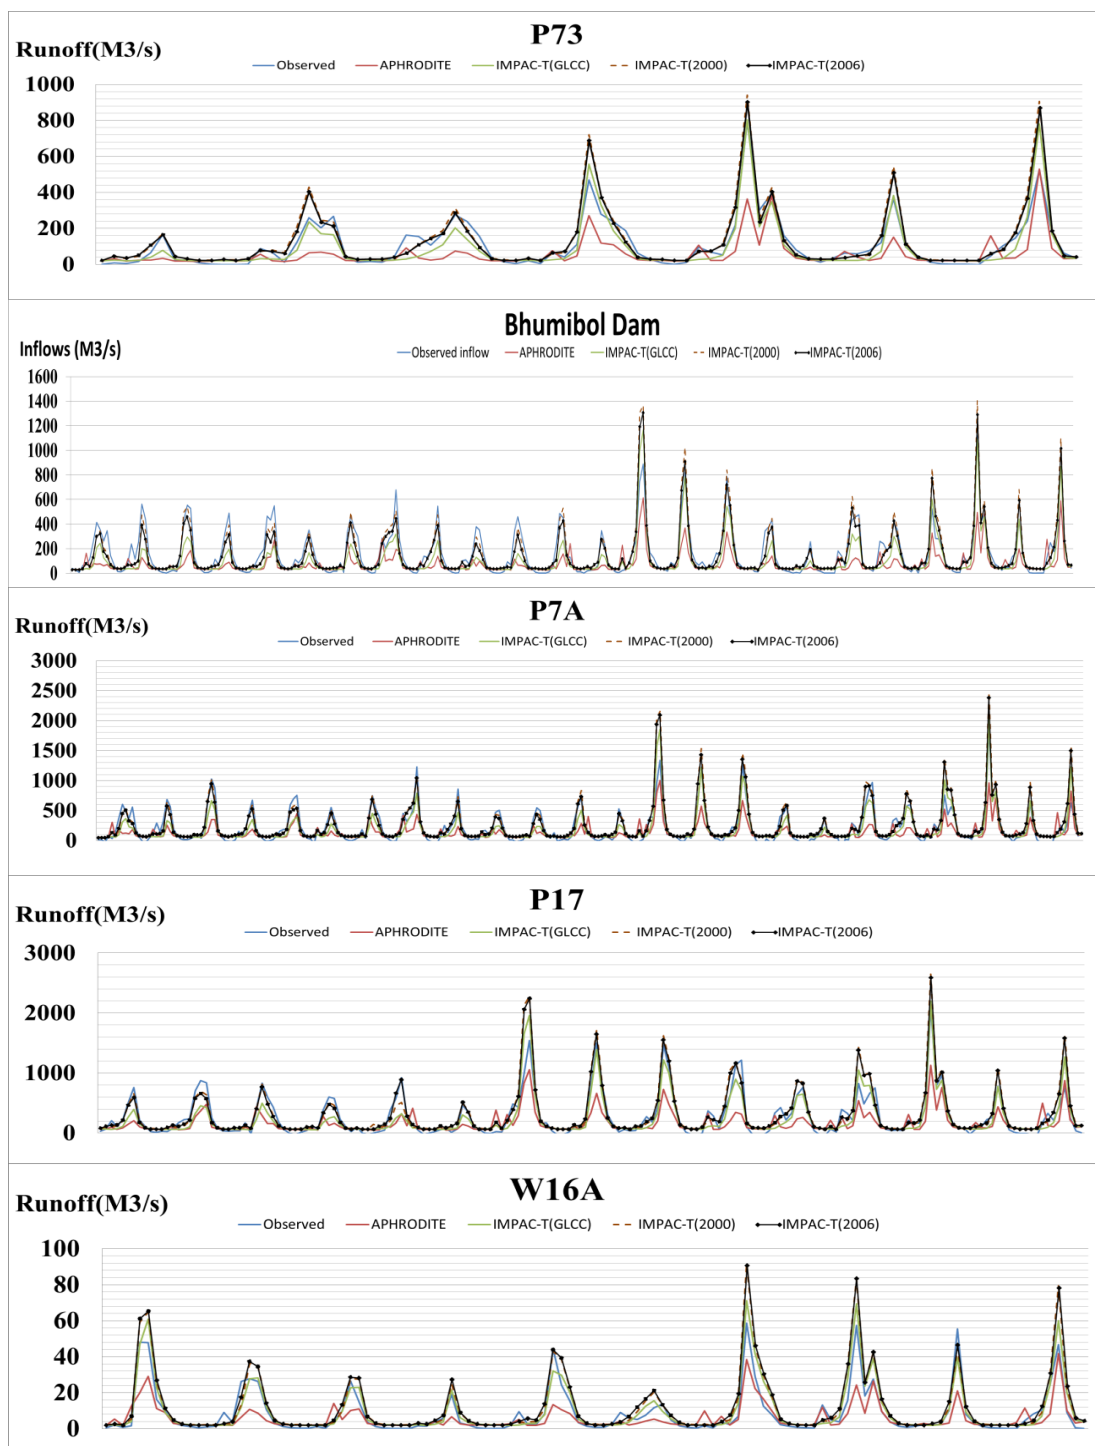 P73
Runoff(M3/s)
Observed APHRODITE IMPAC-T(GLCC) IMPAC-T(2000) IMPAC-T(2006)
1000
800
600
400
200
0
Bhumibol Dam
Inflows (M3/s)
Observed inflow APHRODITE IMPAC-T(GLCC) IMPAC-T(2000) IMPAC-T(2006)
1600
1400
1200
1000
800
600
400
200
0
P7A
Runoff(M3/s)
Observed APHRODITE IMPAC-T(GLCC) IMPAC-T(2000) IMPAC-T(2006)
3000
2500
2000
1500
1000
500
0
P17
Runoff(M3/s)
Observed APHRODITE IMPAC-T(GLCC) IMPAC-T(2000) IMPAC-T(2006)
3000
2000
1000
0
W16A
Runoff(M3/s)
Observed APHRODITE IMPAC-T(GLCC) IMPAC-T(2000) IMPAC-T(2006)
100
80
60
40
20
0